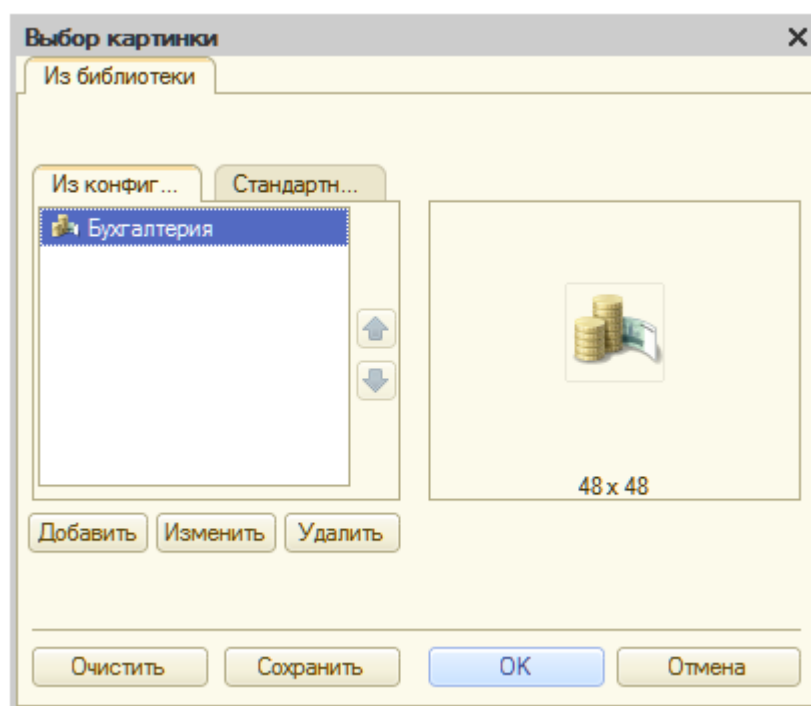 Выбор картинки
Из библиотеки
Из конфиг... Стандартн...
Бухгалтерия
48 x 48
Добавить Изменить Удалить
Очистить Сохранить OK Отмена